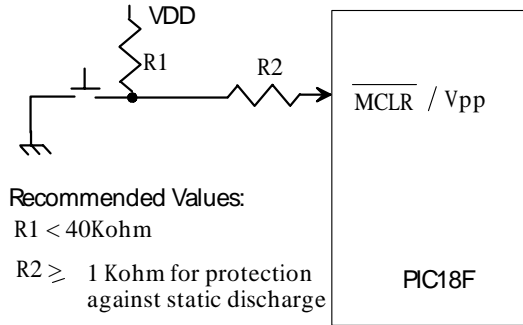 VDD
R1
R2
MCLR / Vpp
Recommended Values:
R1 < 40Kohm
R2 ≥ 1 Kohm for protection
against static discharge
PIC18F